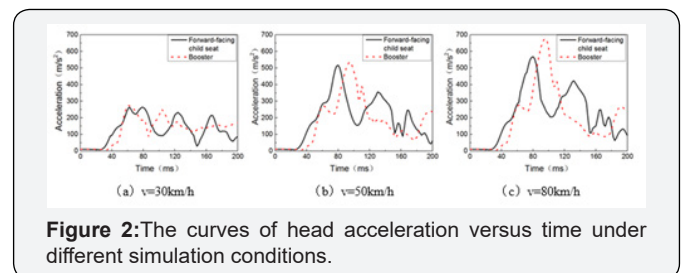 700
600
500
400
300
200
100
0
Acceleration（m/s²）
Forward-facing
child seat
Booster
0 40 80 120 160 200
Time（ms）
(a) v=30km/h
700
600
500
400
300
200
100
0
Acceleration（m/s²）
Forward-facing
child seat
Booster
0 40 80 120 160 200
Time（ms）
(b) v=50km/h
700
600
500
400
300
200
100
0
Acceleration（m/s²）
Forward-facing
child seat
Booster
0 40 80 120 160 200
Time（ms）
(c) v=80km/h
Figure 2:The curves of head acceleration versus time under
different simulation conditions.